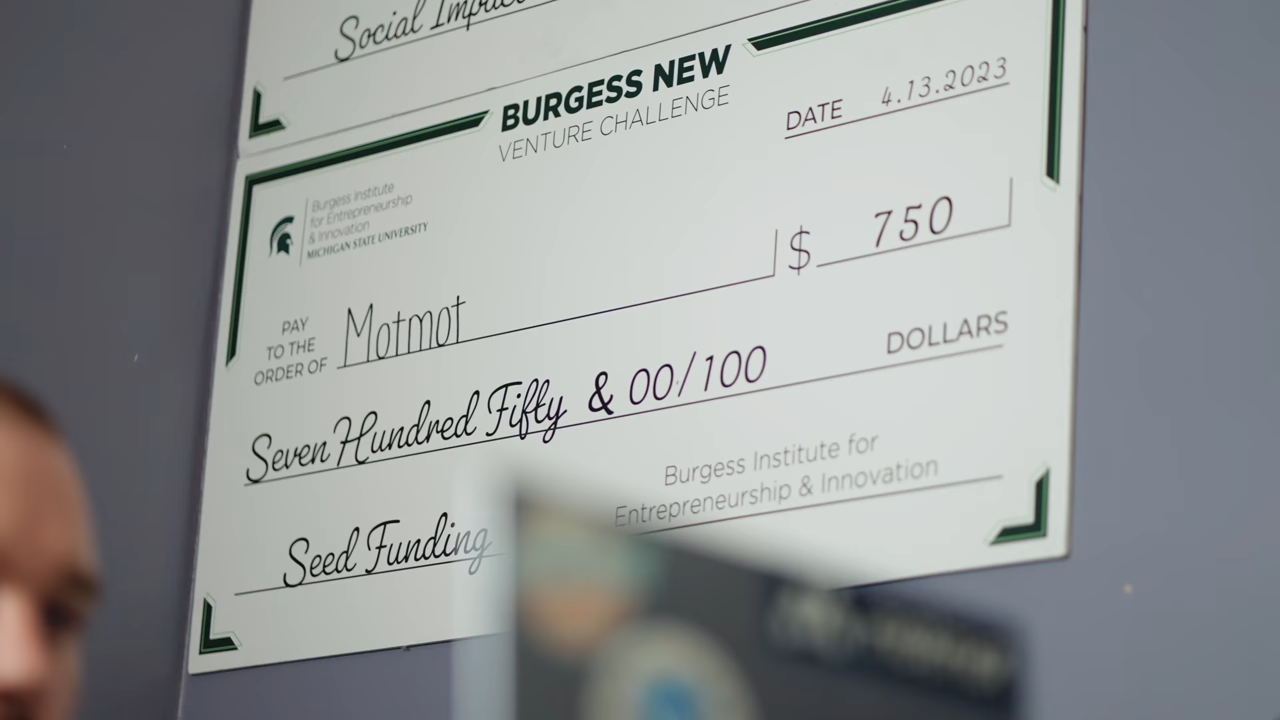 Social Impact
BURGESS NEW
VENTURE CHALLENGE
DATE 4.13.2023
Burgess Institute
for Entrepreneurship
& Innovation
MICHIGAN STATE UNIVERSITY
$ 750
PAY
TO THE
ORDER OF
Motmot
Seven Hundred Fifty & 00/100 DOLLARS
Burgess Institute for
Entrepreneurship & Innovation
Seed Funding